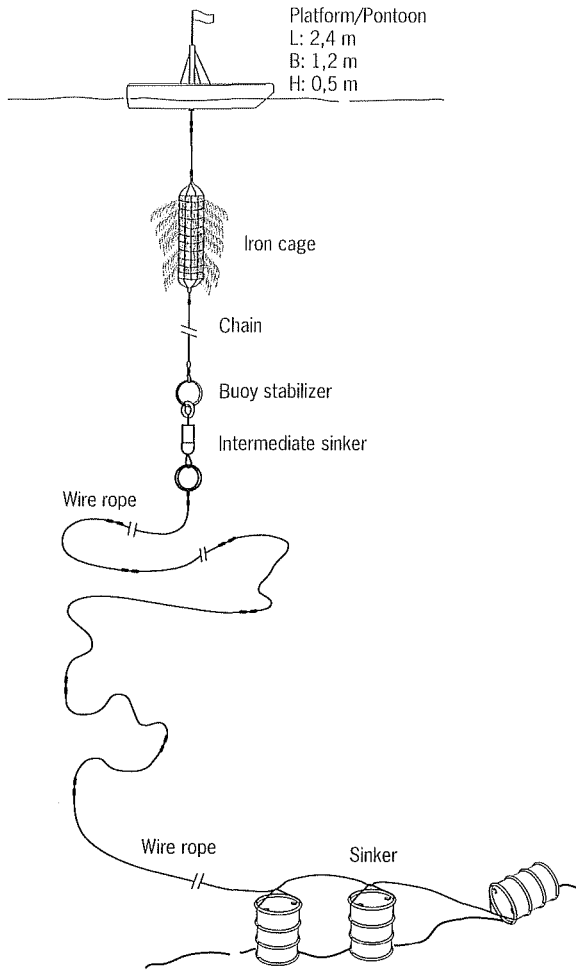 Platform/Pontoon
L: 2,4 m
B: 1,2 m
H: 0,5 m
Iron cage
Chain
Buoy stabilizer
Intermediate sinker
Wire rope
Wire rope
Sinker